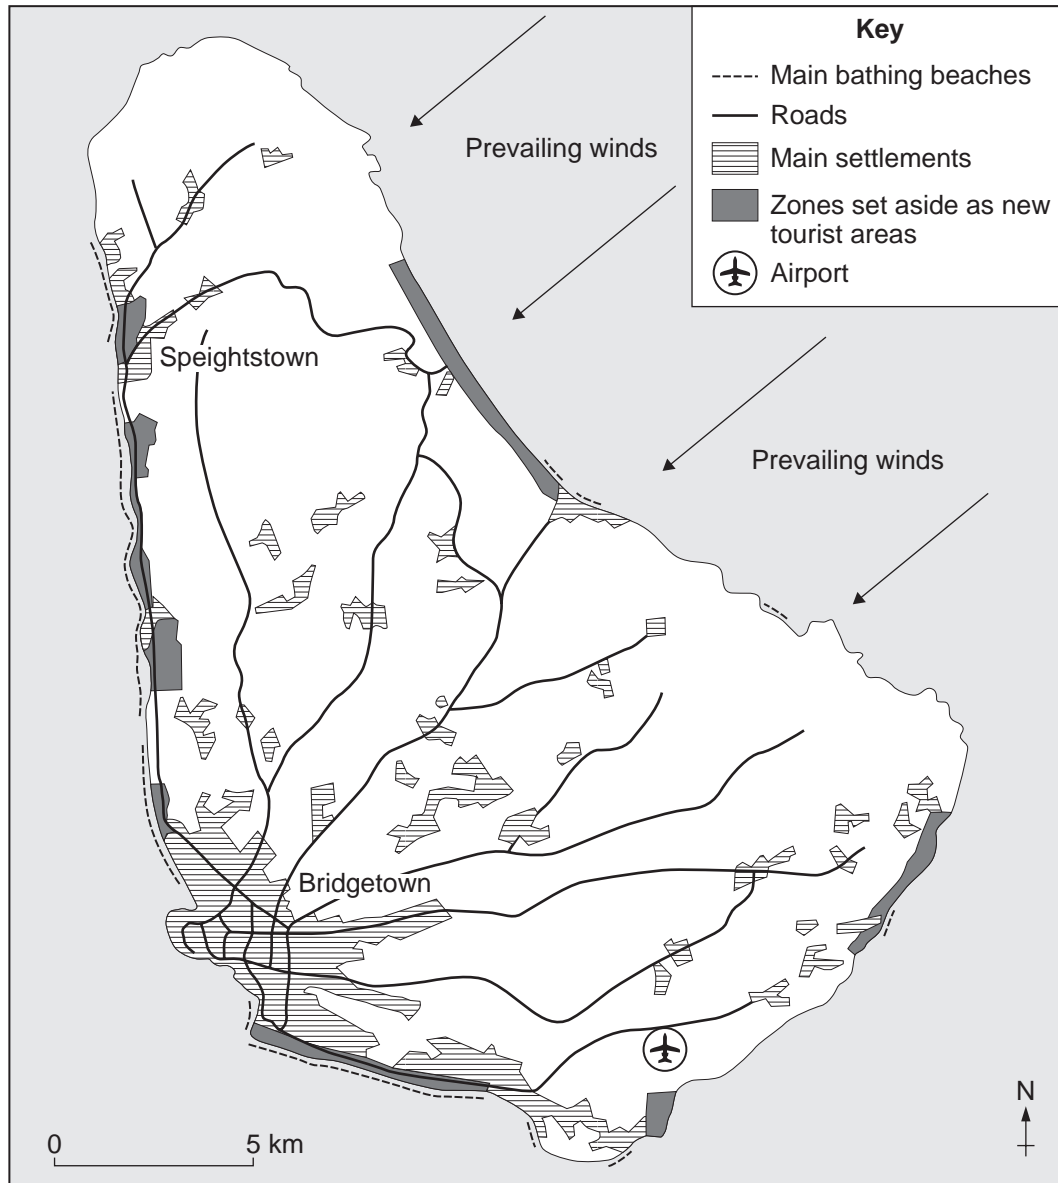 Key
Main bathing beaches
Roads
Main settlements
Zones set aside as new
tourist areas
Airport
Prevailing winds
Prevailing winds
Speightstown
Bridgetown
N
0 5 km